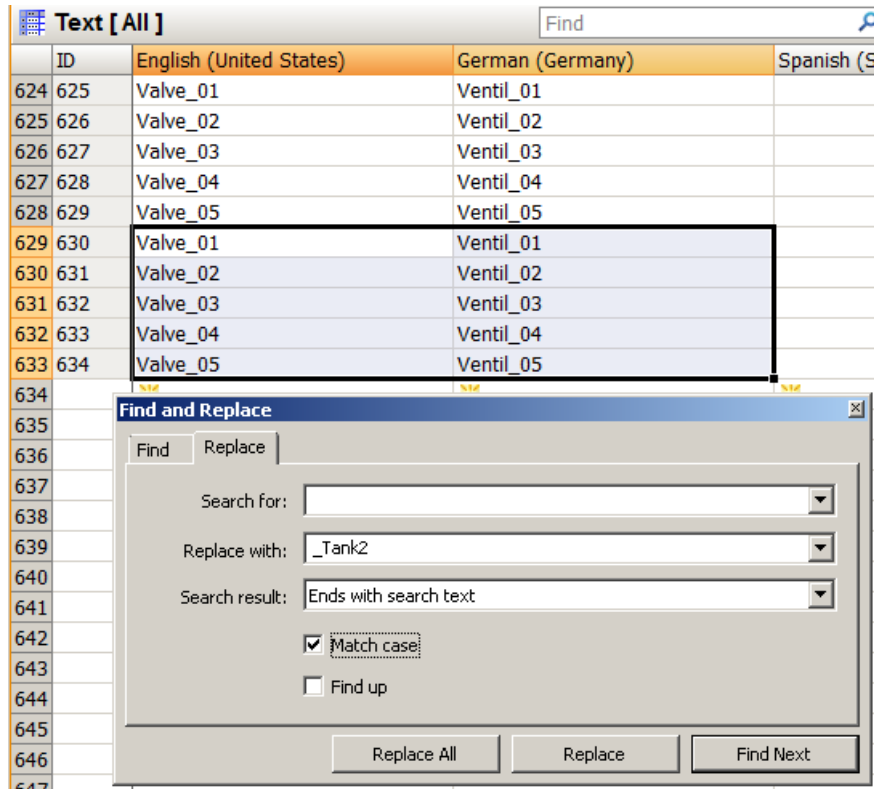 Text [ All ] Find
ID English (United States) German (Germany) Spanish (S
624 625 Valve_01 Ventil_01
625 626 Valve_02 Ventil_02
626 627 Valve_03 Ventil_03
627 628 Valve_04 Ventil_04
628 629 Valve_05 Ventil_05
629 630 Valve_01 Ventil_01
630 631 Valve_02 Ventil_02
631 632 Valve_03 Ventil_03
632 633 Valve_04 Ventil_04
633 634 Valve_05 Ventil_05
634
635
636
637
638
639
640
641
642
643
644
645
646
647
Find and Replace
Find Replace
Search for:
Replace with: _Tank2
Search result: Ends with search text
Match case
Find up
Replace All Replace Find Next